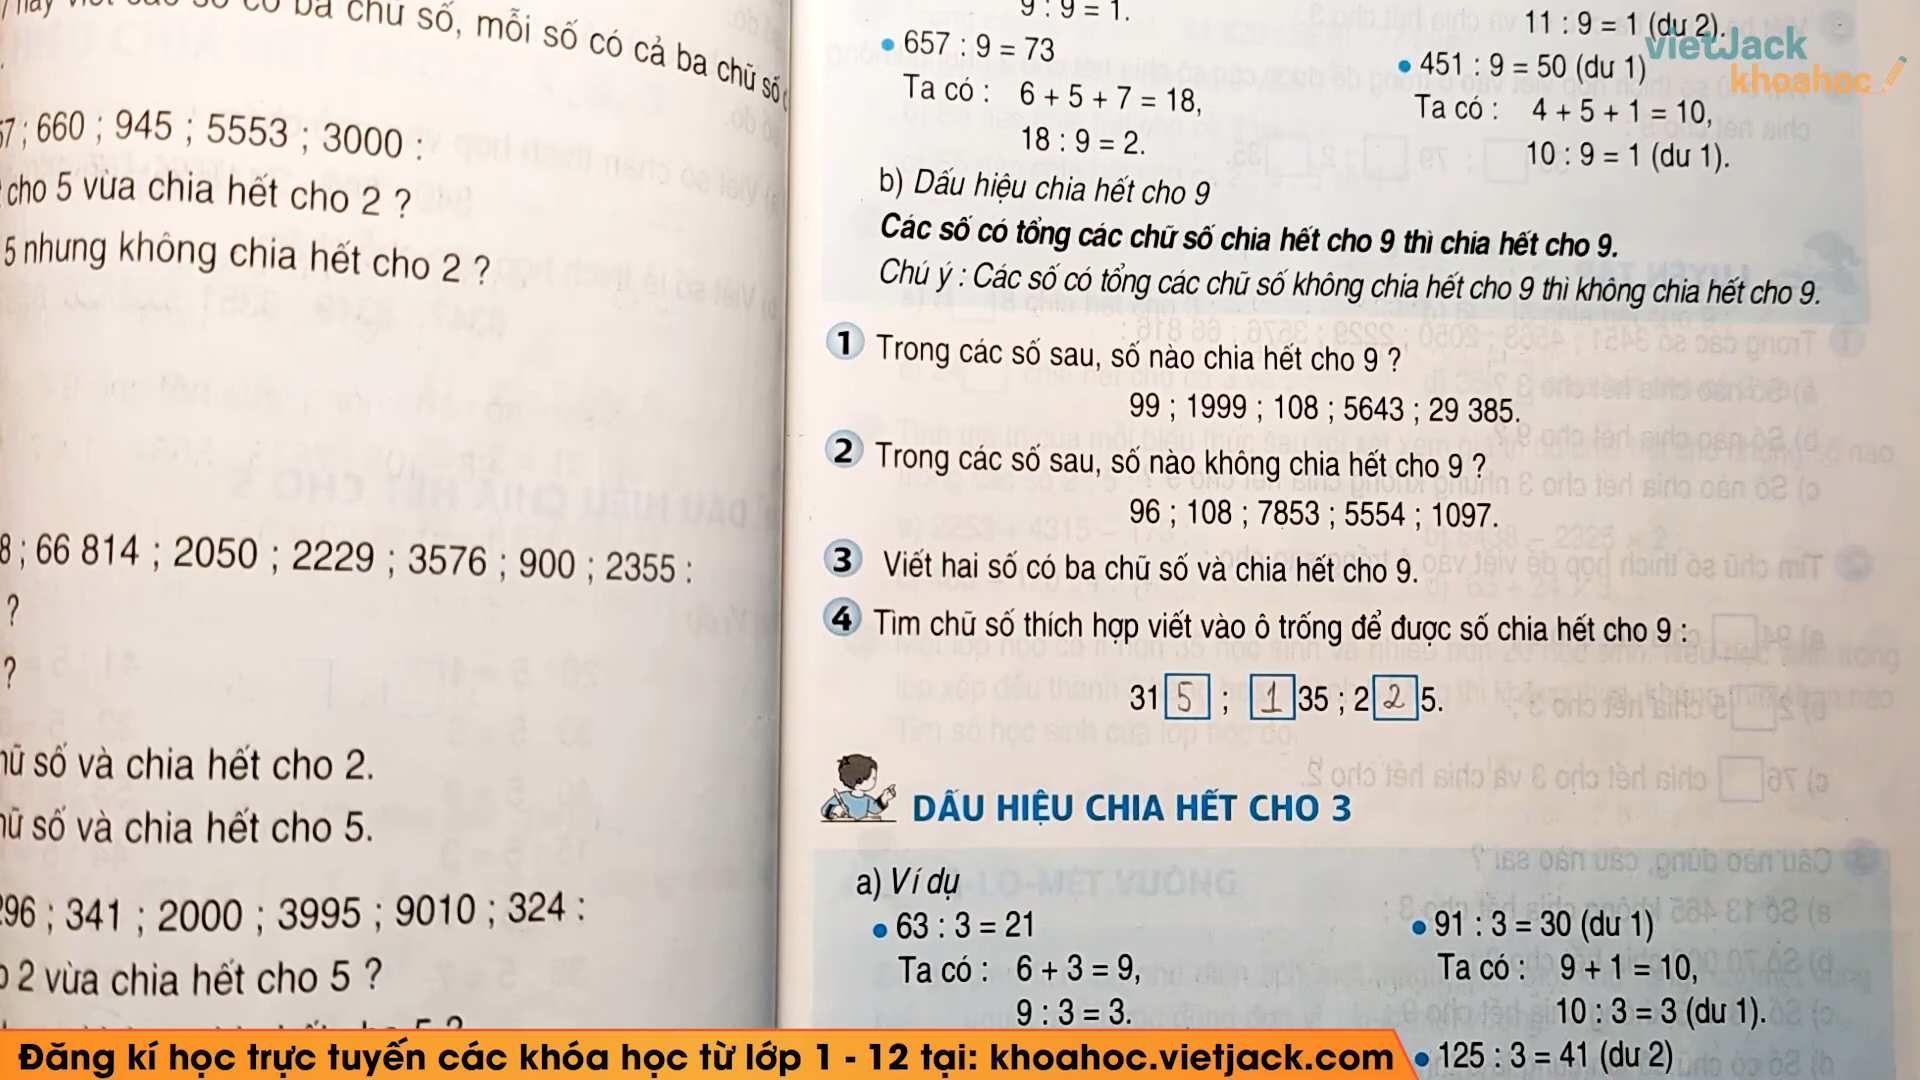 ba chữ số, mỗi số có cả ba chữ số
; 660 ; 945 ; 5553 ; 3000 :
cho 5 vừa chia hết cho 2 ?
5 nhưng không chia hết cho 2 ?
8 ; 66 814 ; 2050 ; 2229 ; 3576 ; 900 ; 2355 :
?
?
chữ số và chia hết cho 2.
chữ số và chia hết cho 5.
296 ; 341 ; 2000 ; 3995 ; 9010 ; 324 :
2 vừa chia hết cho 5 ?
9 : 9 = 1.
• 657 : 9 = 73
Ta có : 6 + 5 + 7 = 18,
18 : 9 = 2.
11 : 9 = 1 (dư 2).
• 451 : 9 = 50 (dư 1)
Ta có : 4 + 5 + 1 = 10,
10 : 9 = 1 (dư 1).
b) Dấu hiệu chia hết cho 9
Các số có tổng các chữ số chia hết cho 9 thì chia hết cho 9.
Chú ý : Các số có tổng các chữ số không chia hết cho 9 thì không chia hết cho 9.
1 Trong các số sau, số nào chia hết cho 9 ?
99 ; 1999 ; 108 ; 5643 ; 29 385.
2 Trong các số sau, số nào không chia hết cho 9 ?
96 ; 108 ; 7853 ; 5554 ; 1097.
3 Viết hai số có ba chữ số và chia hết cho 9.
4 Tìm chữ số thích hợp viết vào ô trống để được số chia hết cho 9 :
31 5 ; 1 35 ; 2 2 5.
DẤU HIỆU CHIA HẾT CHO 3
a) Ví dụ
• 63 : 3 = 21
Ta có : 6 + 3 = 9,
9 : 3 = 3.
• 91 : 3 = 30 (dư 1)
Ta có : 9 + 1 = 10,
10 : 3 = 3 (dư 1).
• 125 : 3 = 41 (dư 2)
vietJack
khoahoc
Đăng kí học trực tuyến các khóa học từ lớp 1 - 12 tại: khoahoc.vietjack.com